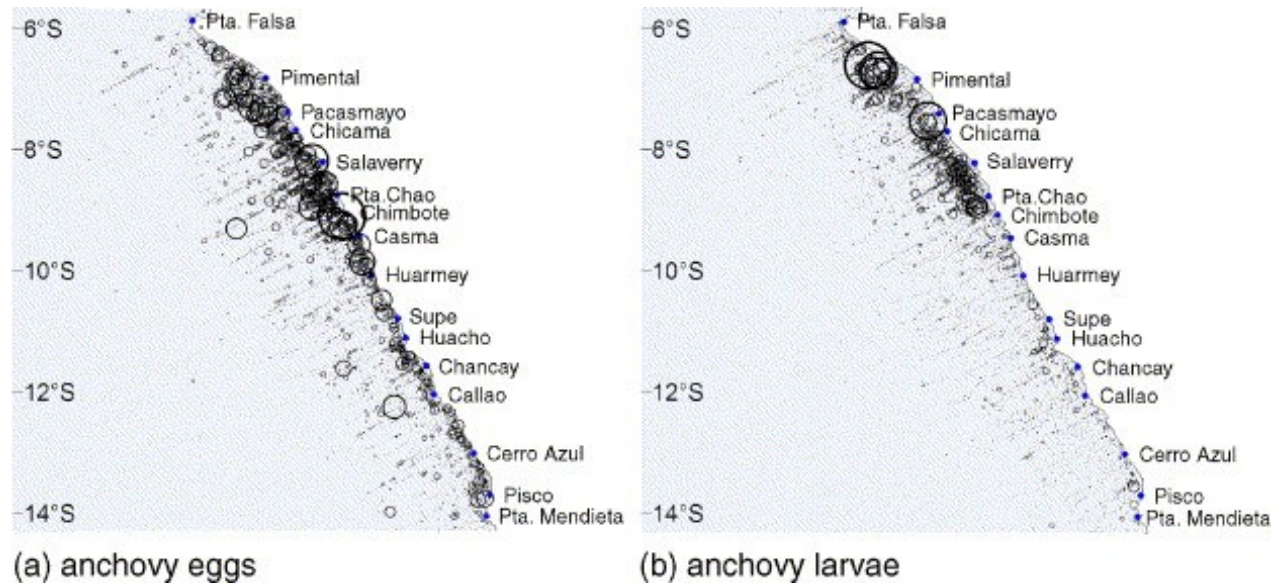 6°S
Pta. Falsa
Pimental
Pacasmayo
Chicama
8°S
Salaverry
Pta.Chao
Chimbote
Casma
10°S
Huarmey
Supe
Huacho
Chancay
12°S
Callao
Cerro Azul
Pisco
14°S
Pta. Mendieta
(a) anchovy eggs
6°S
Pta. Falsa
Pimental
Pacasmayo
Chicama
8°S
Salaverry
Pta.Chao
Chimbote
Casma
10°S
Huarmey
Supe
Huacho
Chancay
12°S
Callao
Cerro Azul
Pisco
14°S
Pta. Mendieta
(b) anchovy larvae